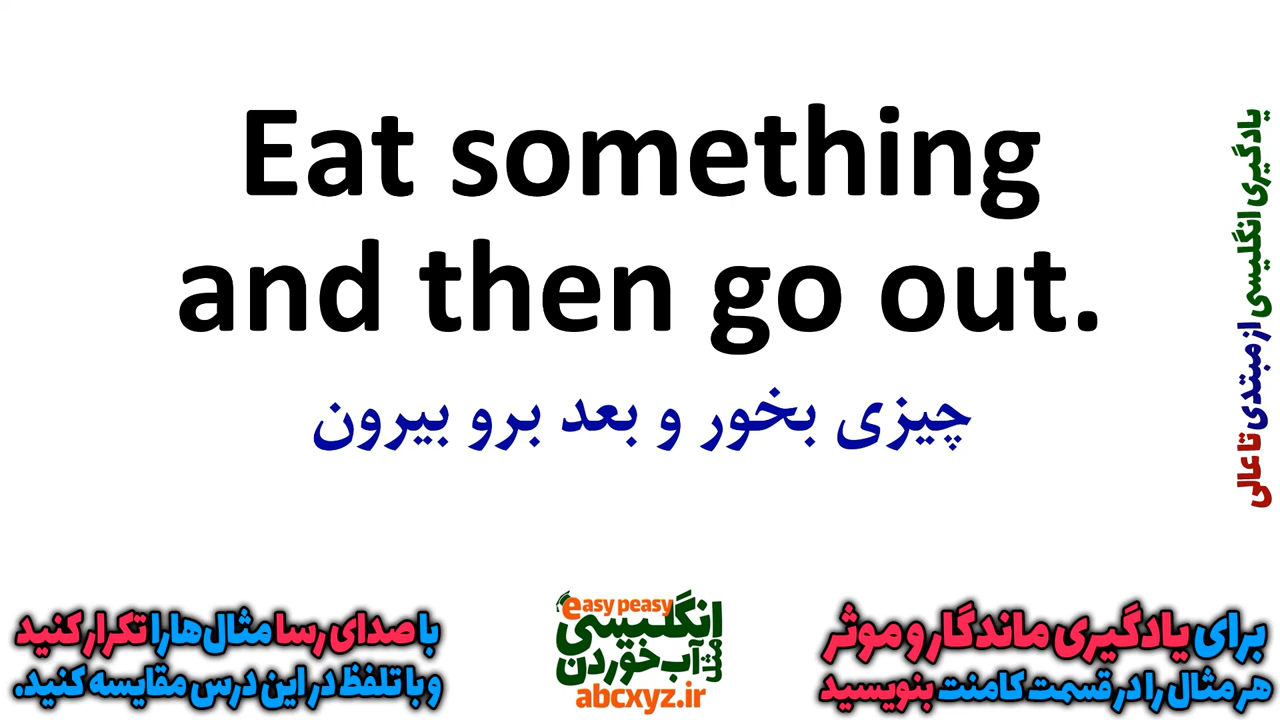 Eat something
and then go out.
چیزی بخور و بعد برو بیرون
یادگیری انگلیسی از مبتدی تا عالی
برای یادگیری ماندگار و موثر
هر مثال را در قسمت کامنت بنویسید
easy peasy
انگلیسی
مثل
آب خوردن
abcxyz.ir
با صدای رسا مثال‌ها را تکرار کنید
و با تلفظ در این درس مقایسه کنید.